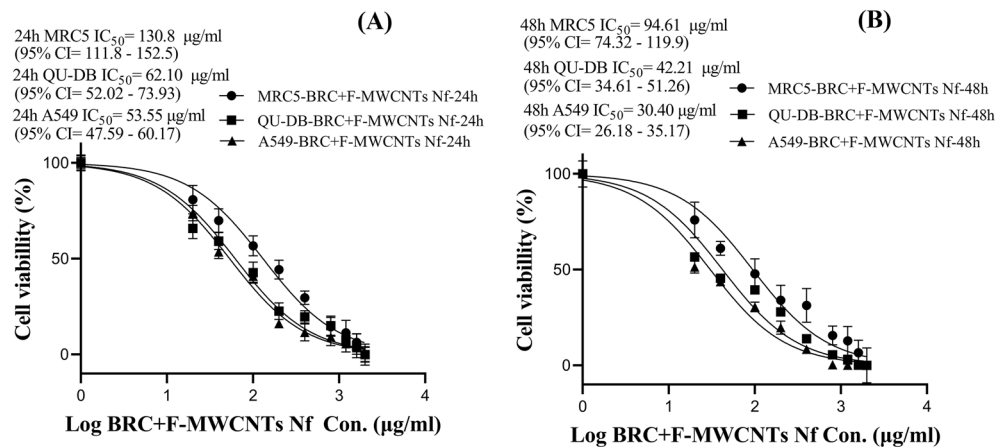 (A)
24h MRC5 IC50= 130.8 µg/ml
(95% CI= 111.8 - 152.5)
24h QU-DB IC50= 62.10 µg/ml
(95% CI= 52.02 - 73.93)
24h A549 IC50= 53.55 µg/ml
(95% CI= 47.59 - 60.17)
MRC5-BRC+F-MWCNTs Nf-24h
QU-DB-BRC+F-MWCNTs Nf-24h
A549-BRC+F-MWCNTs Nf-24h
Cell viabillity (%)
100
50
0
0 1 2 3 4
Log BRC+F-MWCNTs Nf Con. (µg/ml)
(B)
48h MRC5 IC50= 94.61 µg/ml
(95% CI= 74.32 - 119.9)
48h QU-DB IC50= 42.21 µg/ml
(95% CI= 34.61 - 51.26)
48h A549 IC50= 30.40 µg/ml
(95% CI= 26.18 - 35.17)
MRC5-BRC+F-MWCNTs Nf-48h
QU-DB-BRC+F-MWCNTs Nf-48h
A549-BRC+F-MWCNTs Nf-48h
Cell viabillity (%)
100
50
0
0 1 2 3 4
Log BRC+F-MWCNTs Nf Con. (µg/ml)